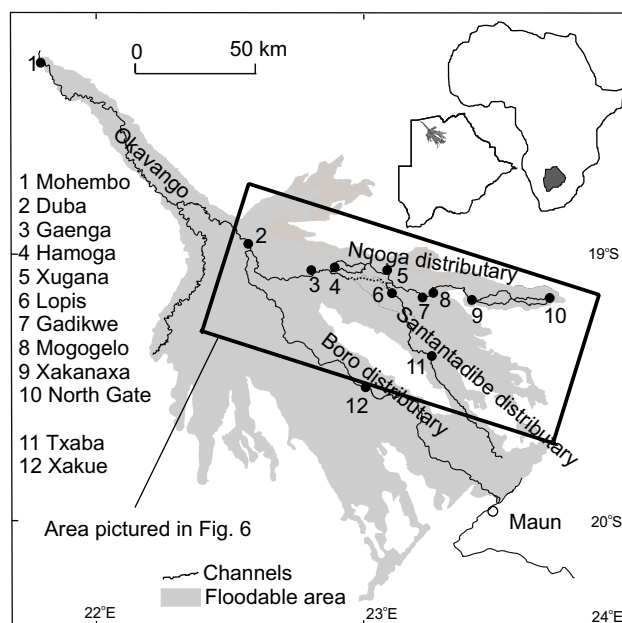 0 50 km
1
Okavango
1 Mohembo
2 Duba
3 Gaenga
4 Hamoga
5 Xugana
6 Lopis
7 Gadikwe
8 Mogogelo
9 Xakanaxa
10 North Gate
11 Txaba
12 Xakue
2
Nqoga distributary
19°S
3
4
5
6
7
8
9
10
Santantadibe distributary
11
Boro distributary
12
Area pictured in Fig. 6
Maun
20°S
Channels
Floodable area
22°E
23°E
24°E